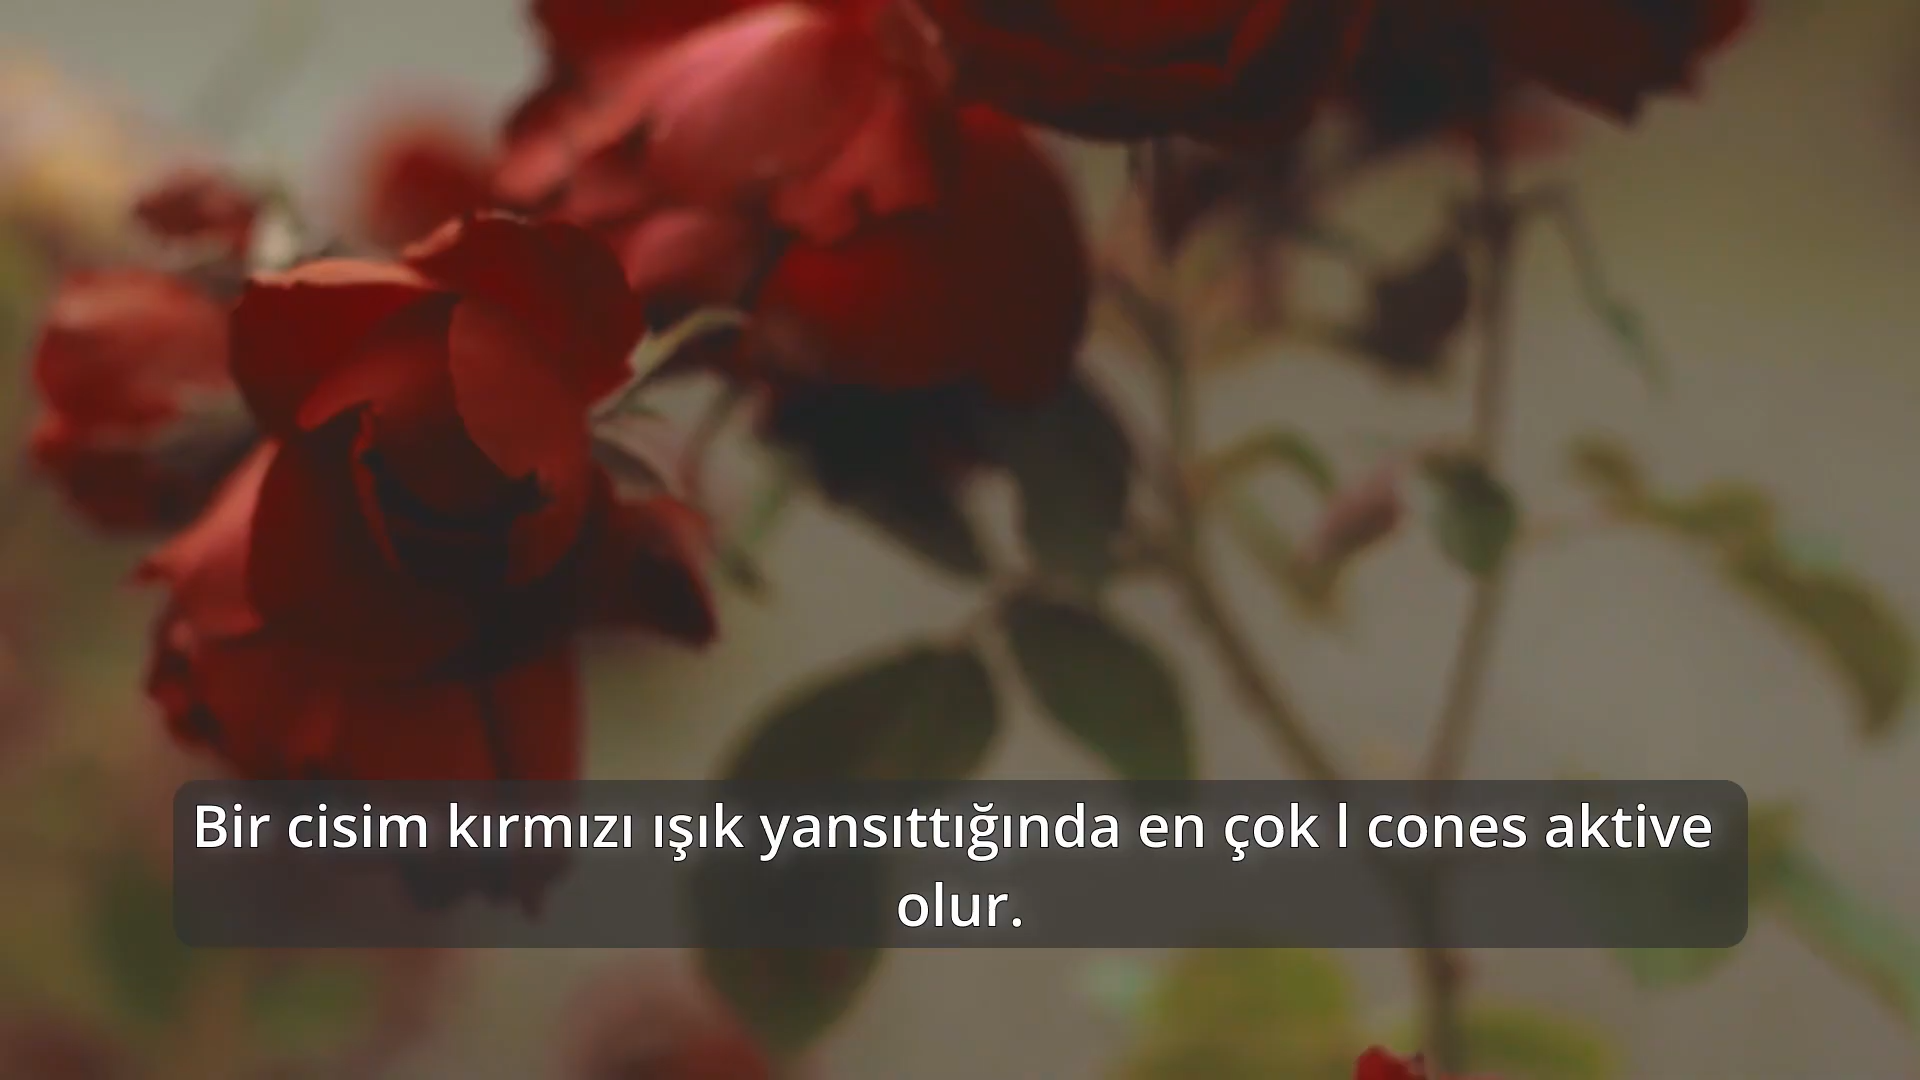 Bir cisim kırmızı ışık yansıttığında en çok l cones aktive
olur.